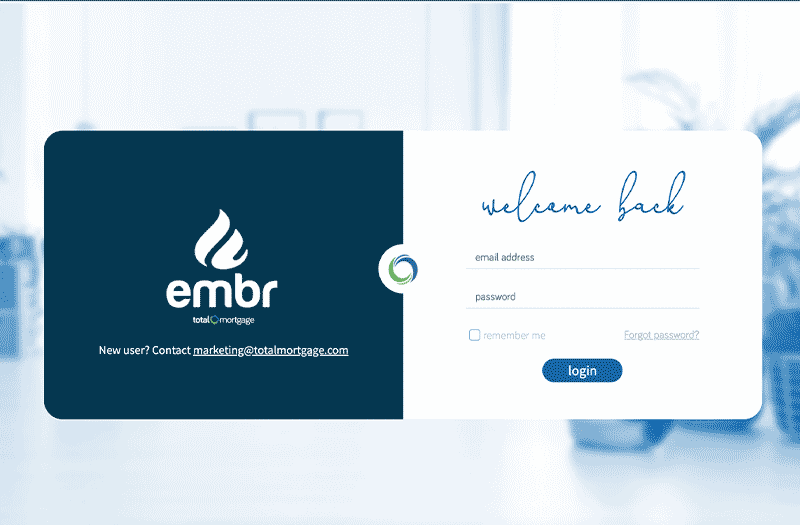 embr
total mortgage
New user? Contact marketing@totalmortgage.com
welcome back
email address
password
remember me
Forgot password?
login